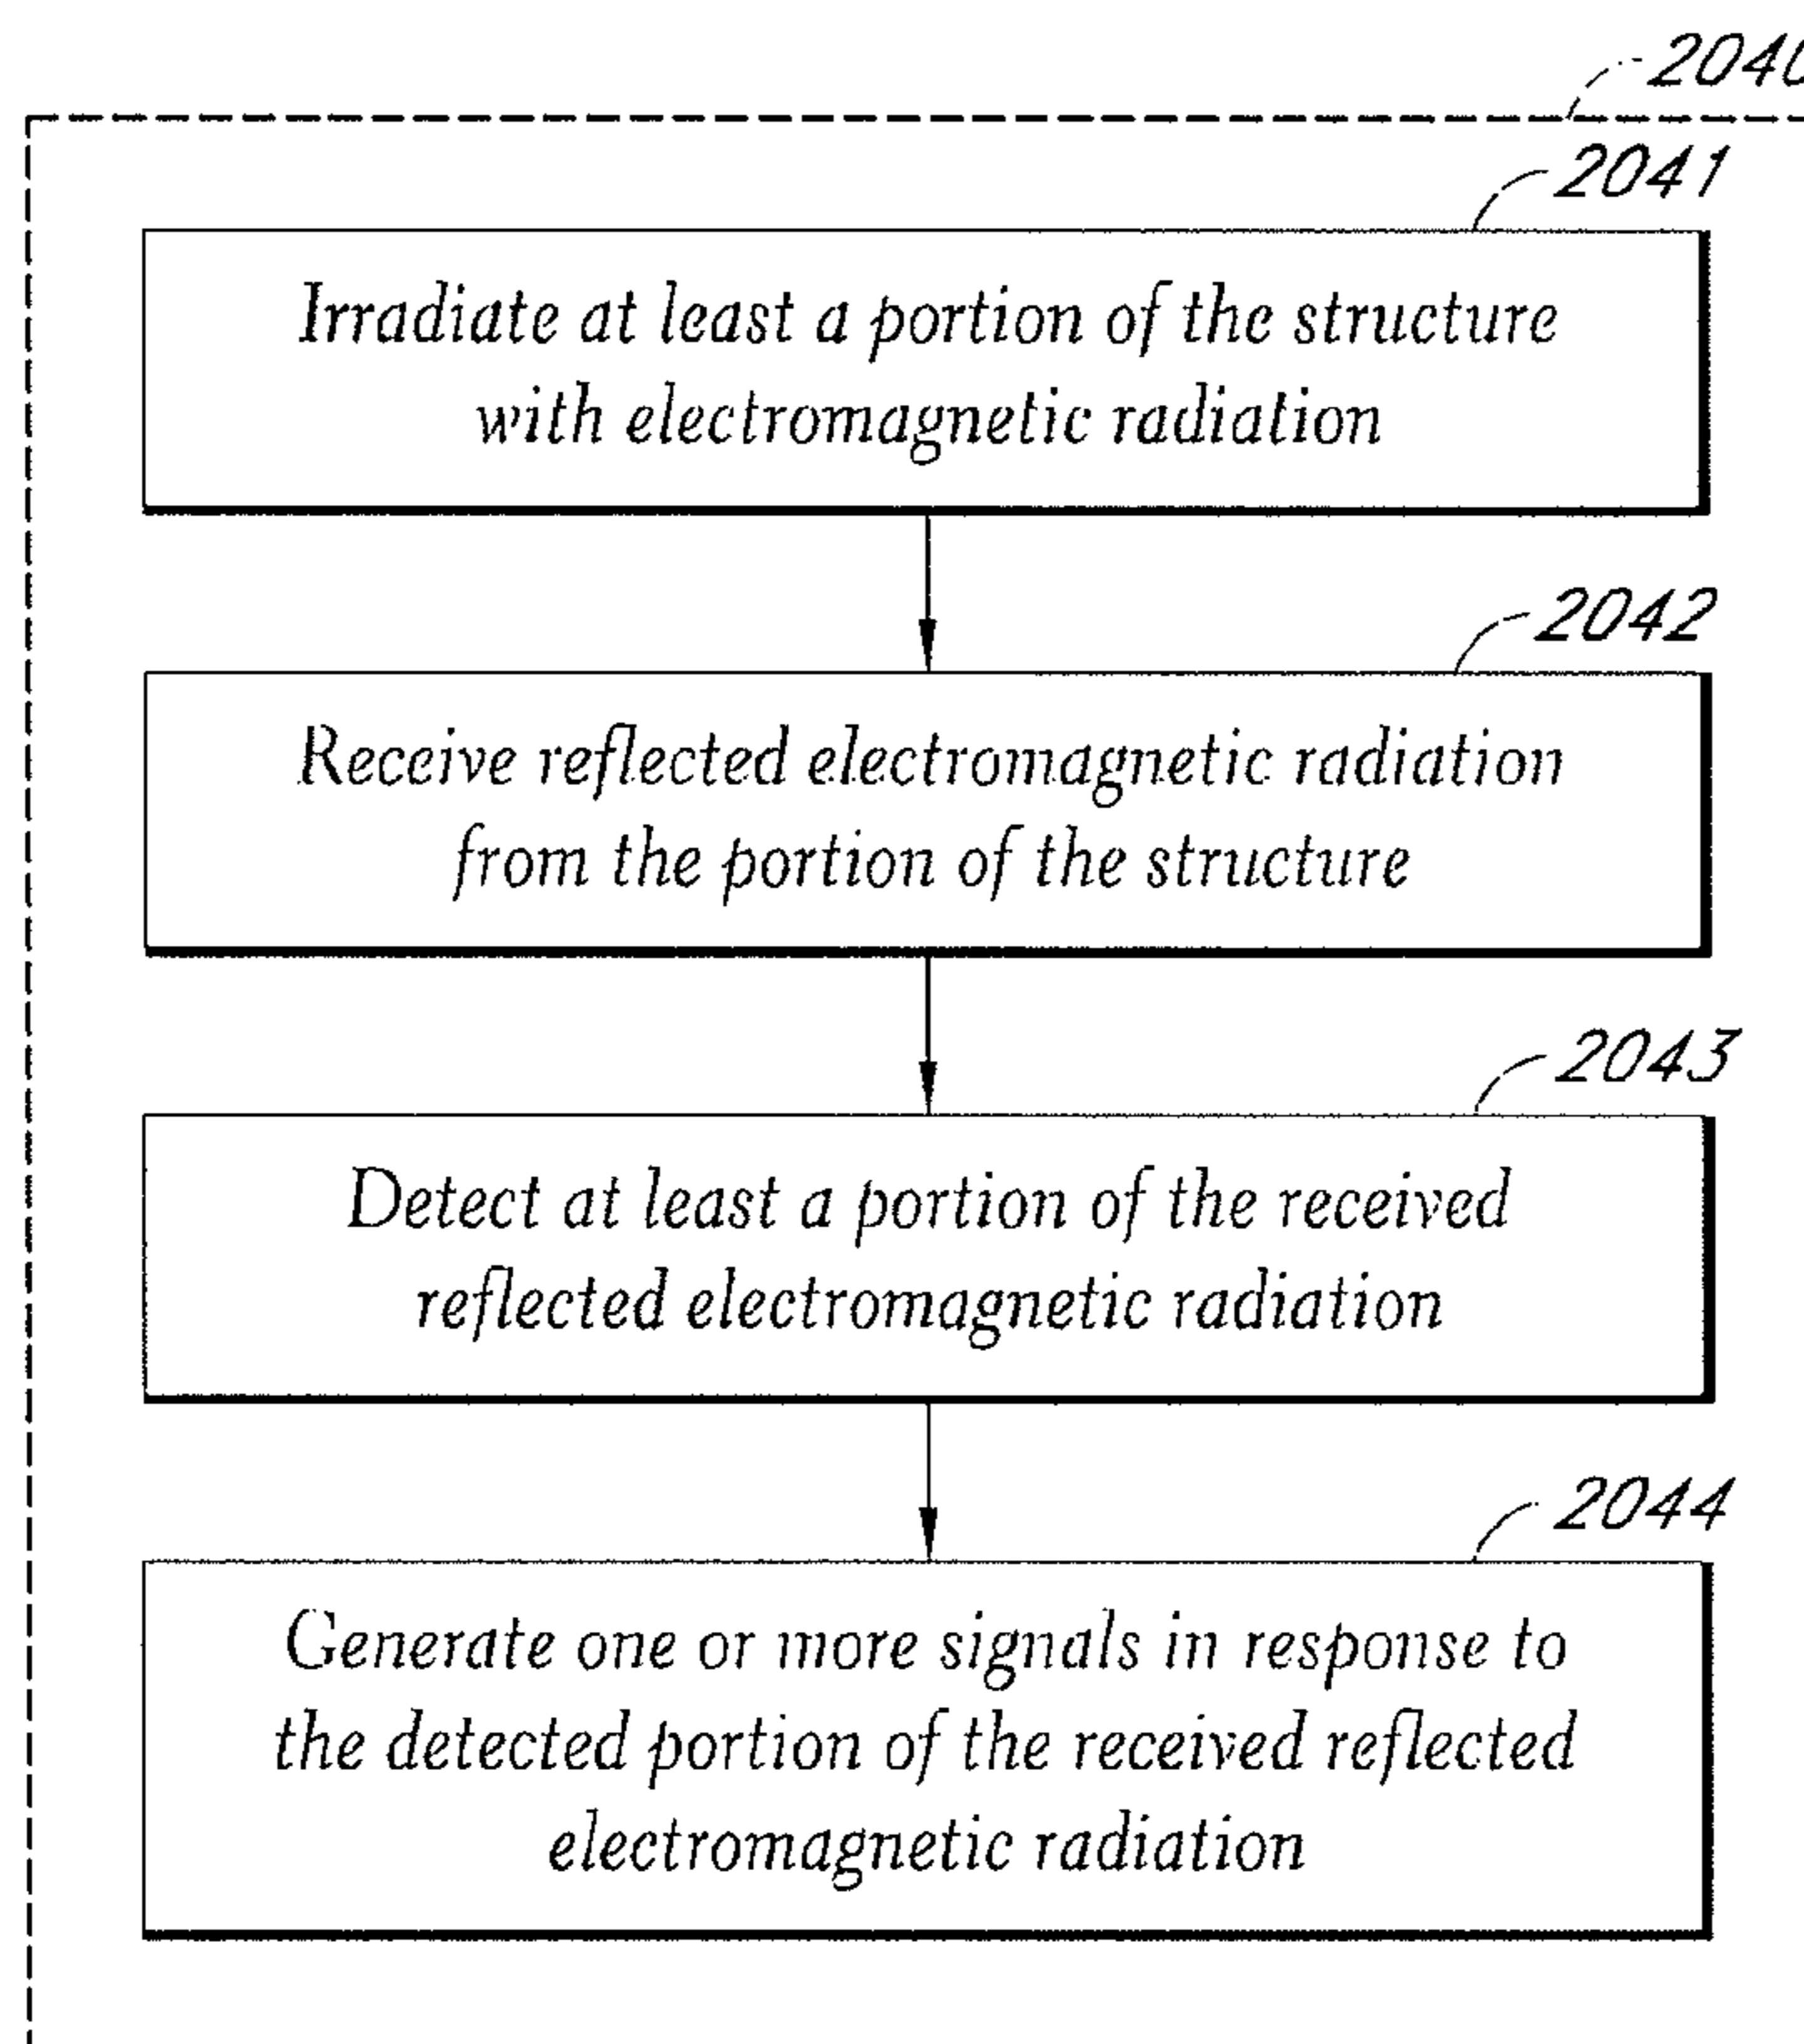 2040
2041
Irradiate at least a portion of the structure
with electromagnetic radiation
2042
Receive reflected electromagnetic radiation
from the portion of the structure
2043
Detect at least a portion of the received
reflected electromagnetic radiation
2044
Generate one or more signals in response to
the detected portion of the received reflected
electromagnetic radiation